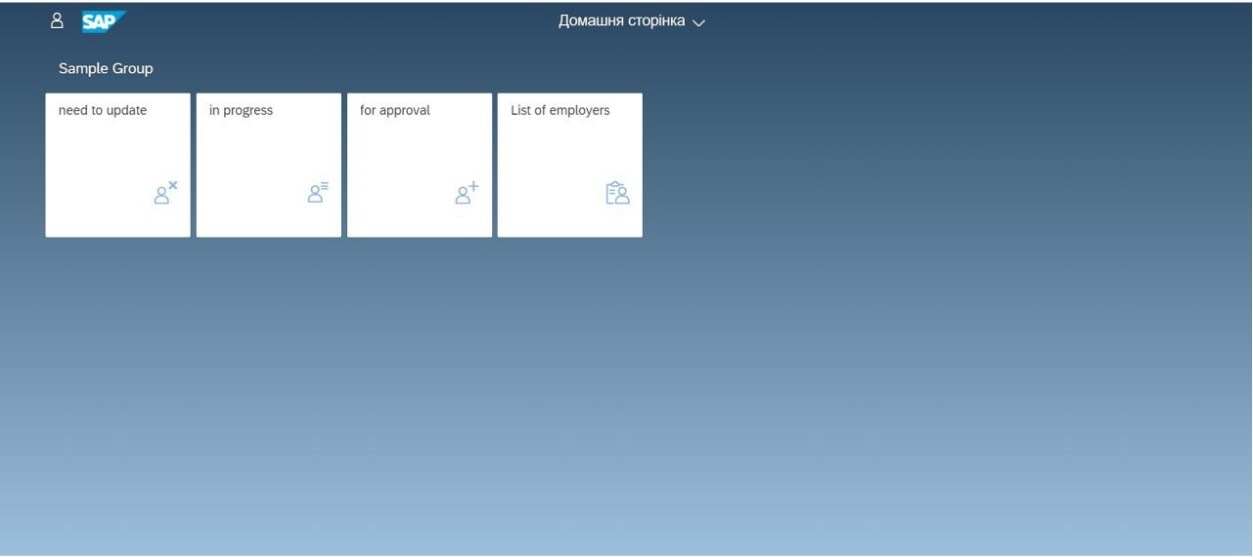 SAP
Домашня сторінка
Sample Group
need to update
in progress
for approval
List of employers